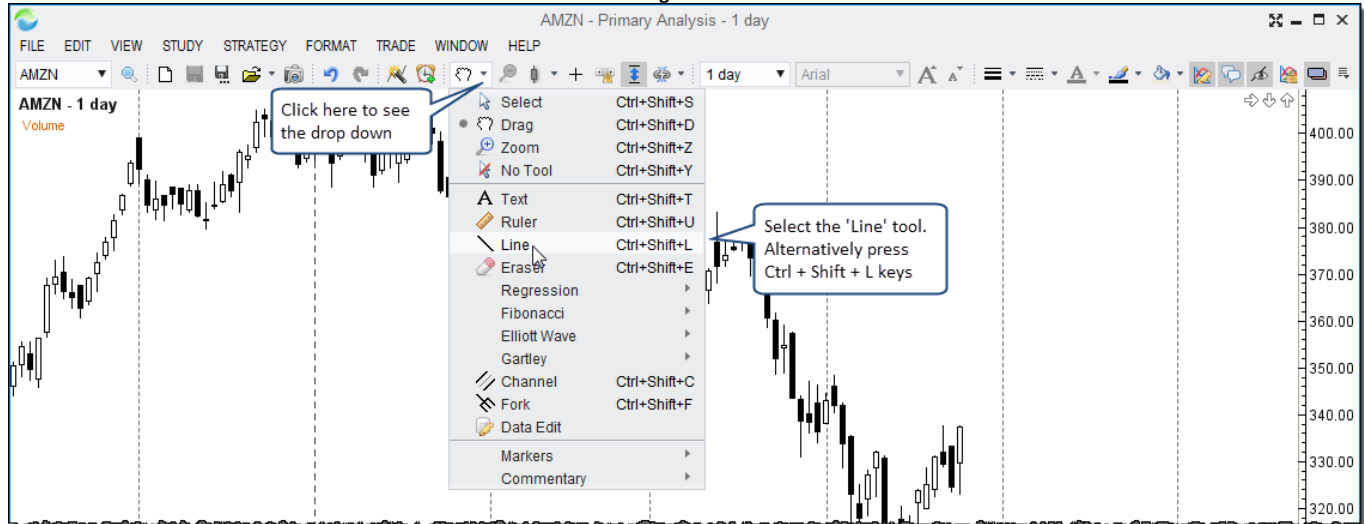 AMZN - Primary Analysis - 1 day
FILE EDIT VIEW STUDY STRATEGY FORMAT TRADE WINDOW HELP
AMZN 1 day Arial A A A
AMZN - 1 day
Volume
Click here to see
the drop down
Select Ctrl+Shift+S
Drag Ctrl+Shift+D
Zoom Ctrl+Shift+Z
No Tool Ctrl+Shift+Y
A Text Ctrl+Shift+T
Ruler Ctrl+Shift+U
Line Ctrl+Shift+L
Eraser Ctrl+Shift+E
Regression
Fibonacci
Elliott Wave
Gartley
Channel Ctrl+Shift+C
Fork Ctrl+Shift+F
Data Edit
Markers
Commentary
Select the 'Line' tool.
Alternatively press
Ctrl + Shift + L keys
400.00
390.00
380.00
370.00
360.00
350.00
340.00
330.00
320.00